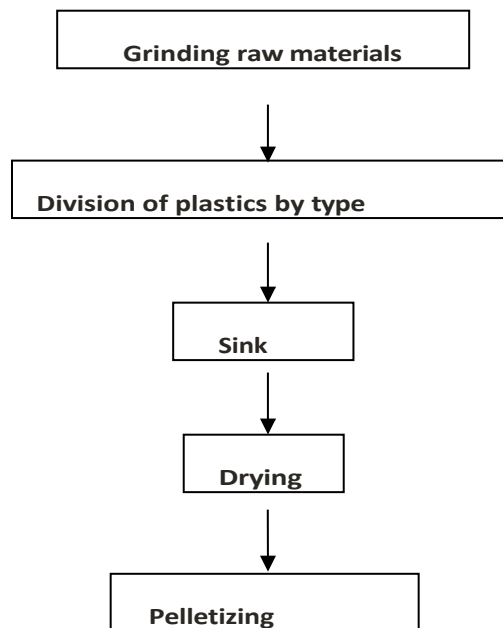 Grinding raw materials
Division of plastics by type
Sink
Drying
Pelletizing